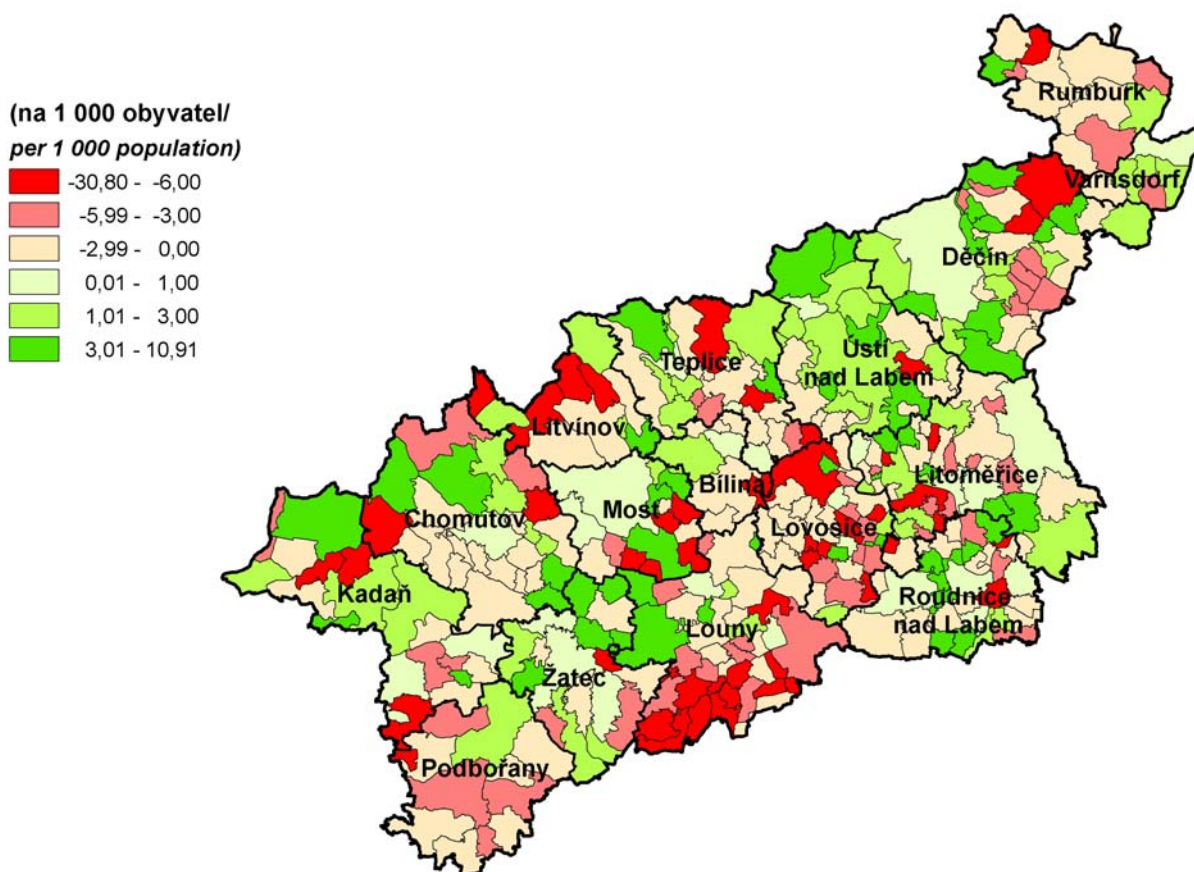 (na 1 000 obyvatel/
per 1 000 population)
-30,80 - -6,00
-5,99 - -3,00
-2,99 - 0,00
0,01 - 1,00
1,01 - 3,00
3,01 - 10,91
Rumburk
Varnsdorf
Děčín
Ústí
nad Labem
Teplice
Litvínov
Litoměřice
Bílina
Most
Chomutov
Lovosice
Kadaň
Roudnice
nad Labem
Louny
Žatec
Podbořany